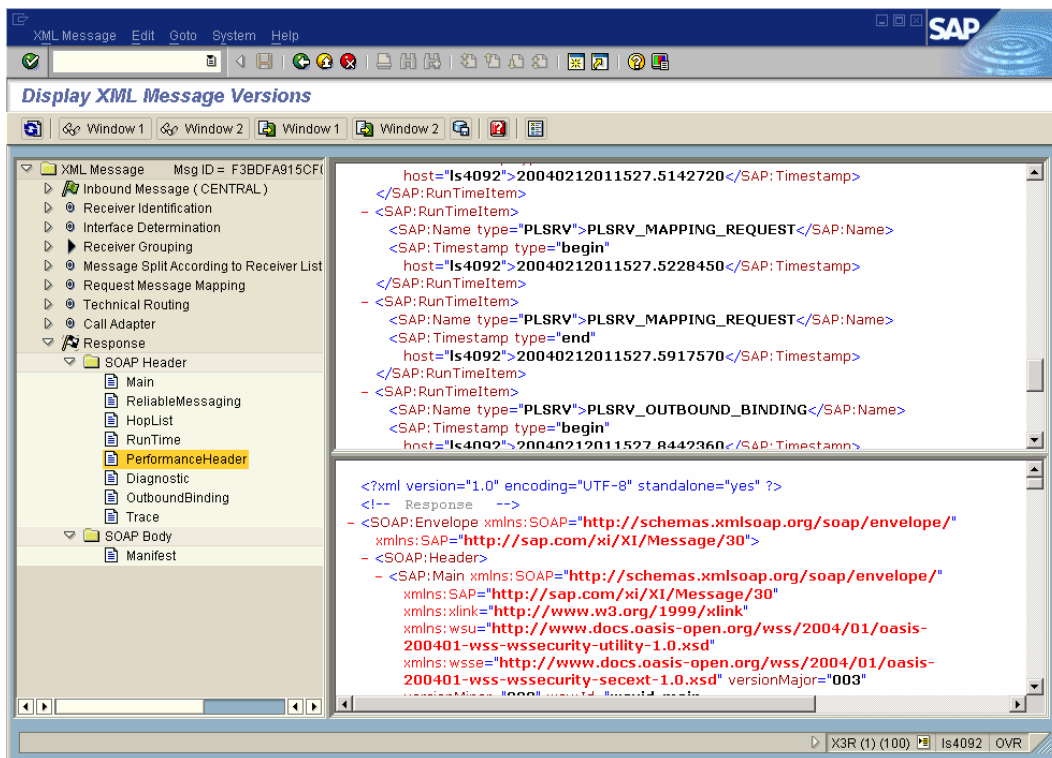 XML Message Edit Goto System Help
SAP
Display XML Message Versions
Window 1 Window 2 Window 1 Window 2
XML Message Msg ID = F3BDFA915CF(
Inbound Message ( CENTRAL )
Receiver Identification
Interface Determination
Receiver Grouping
Message Split According to Receiver List
Request Message Mapping
Technical Routing
Call Adapter
Response
SOAP Header
Main
ReliableMessaging
HopList
RunTime
PerformanceHeader
Diagnostic
OutboundBinding
Trace
SOAP Body
Manifest
host="ls4092">20040212011527.5142720</SAP:Timestamp>
</SAP:RunTimeItem>
- <SAP:RunTimeItem>
<SAP:Name type="PLSRV">PLSRV_MAPPING_REQUEST</SAP:Name>
<SAP:Timestamp type="begin"
host="ls4092">20040212011527.5228450</SAP:Timestamp>
</SAP:RunTimeItem>
- <SAP:RunTimeItem>
<SAP:Name type="PLSRV">PLSRV_MAPPING_REQUEST</SAP:Name>
<SAP:Timestamp type="end"
host="ls4092">20040212011527.5917570</SAP:Timestamp>
</SAP:RunTimeItem>
- <SAP:RunTimeItem>
<SAP:Name type="PLSRV">PLSRV_OUTBOUND_BINDING</SAP:Name>
<SAP:Timestamp type="begin"
host="ls4092">20040212011527.8442360</SAP:Timestamp>
<?xml version="1.0" encoding="UTF-8" standalone="yes" ?>
<!-- Response -->
- <SOAP:Envelope xmlns:SOAP="http://schemas.xmlsoap.org/soap/envelope/"
xmlns:SAP="http://sap.com/xi/XI/Message/30">
- <SOAP:Header>
- <SAP:Main xmlns:SOAP="http://schemas.xmlsoap.org/soap/envelope/"
xmlns:SAP="http://sap.com/xi/XI/Message/30"
xmlns:xlink="http://www.w3.org/1999/xlink"
xmlns:wsu="http://www.docs.oasis-open.org/wss/2004/01/oasis-
200401-wss-wssecurity-utility-1.0.xsd"
xmlns:wsse="http://www.docs.oasis-open.org/wss/2004/01/oasis-
200401-wss-wssecurity-secext-1.0.xsd" versionMajor="003"
X3R (1) (100) ls4092 OVR